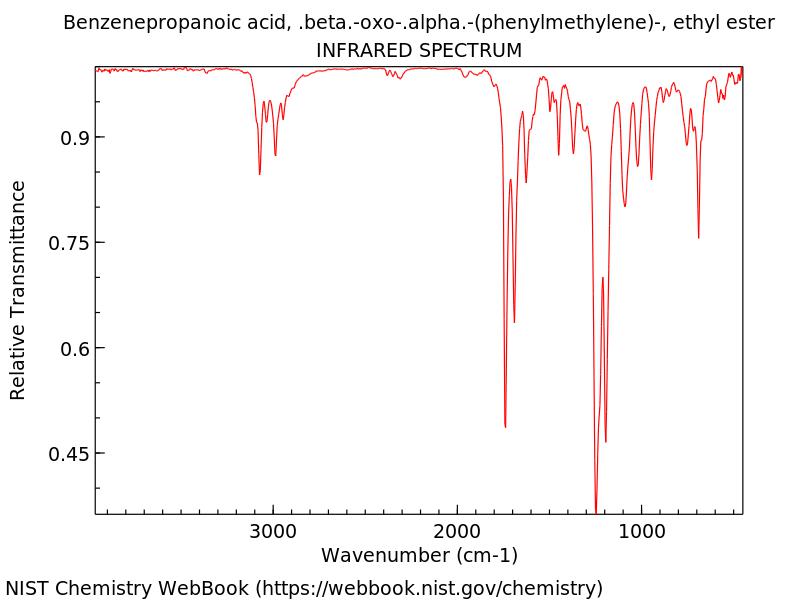 Benzenepropanoic acid, .beta.-oxo-.alpha.-(phenylmethylene)-, ethyl ester
INFRARED SPECTRUM
Relative Transmittance
0.9
0.75
0.6
0.45
3000 2000 1000
Wavenumber (cm-1)
NIST Chemistry WebBook (https://webbook.nist.gov/chemistry)